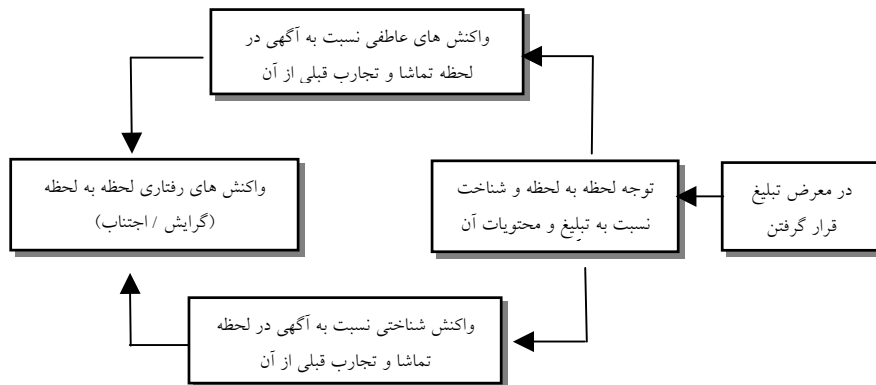 واکنش های عاطفی نسبت به آگهی در
لحظه تماشا و تجارب قبلی از آن
در معرض تبلیغ
قرار گرفتن
توجه لحظه به لحظه و شناخت
نسبت به تبلیغ و محتویات آن
واکنش های رفتاری لحظه به لحظه
(گرایش / اجتناب)
واکنش شناختی نسبت به آگهی در لحظه
تماشا و تجارب قبلی از آن